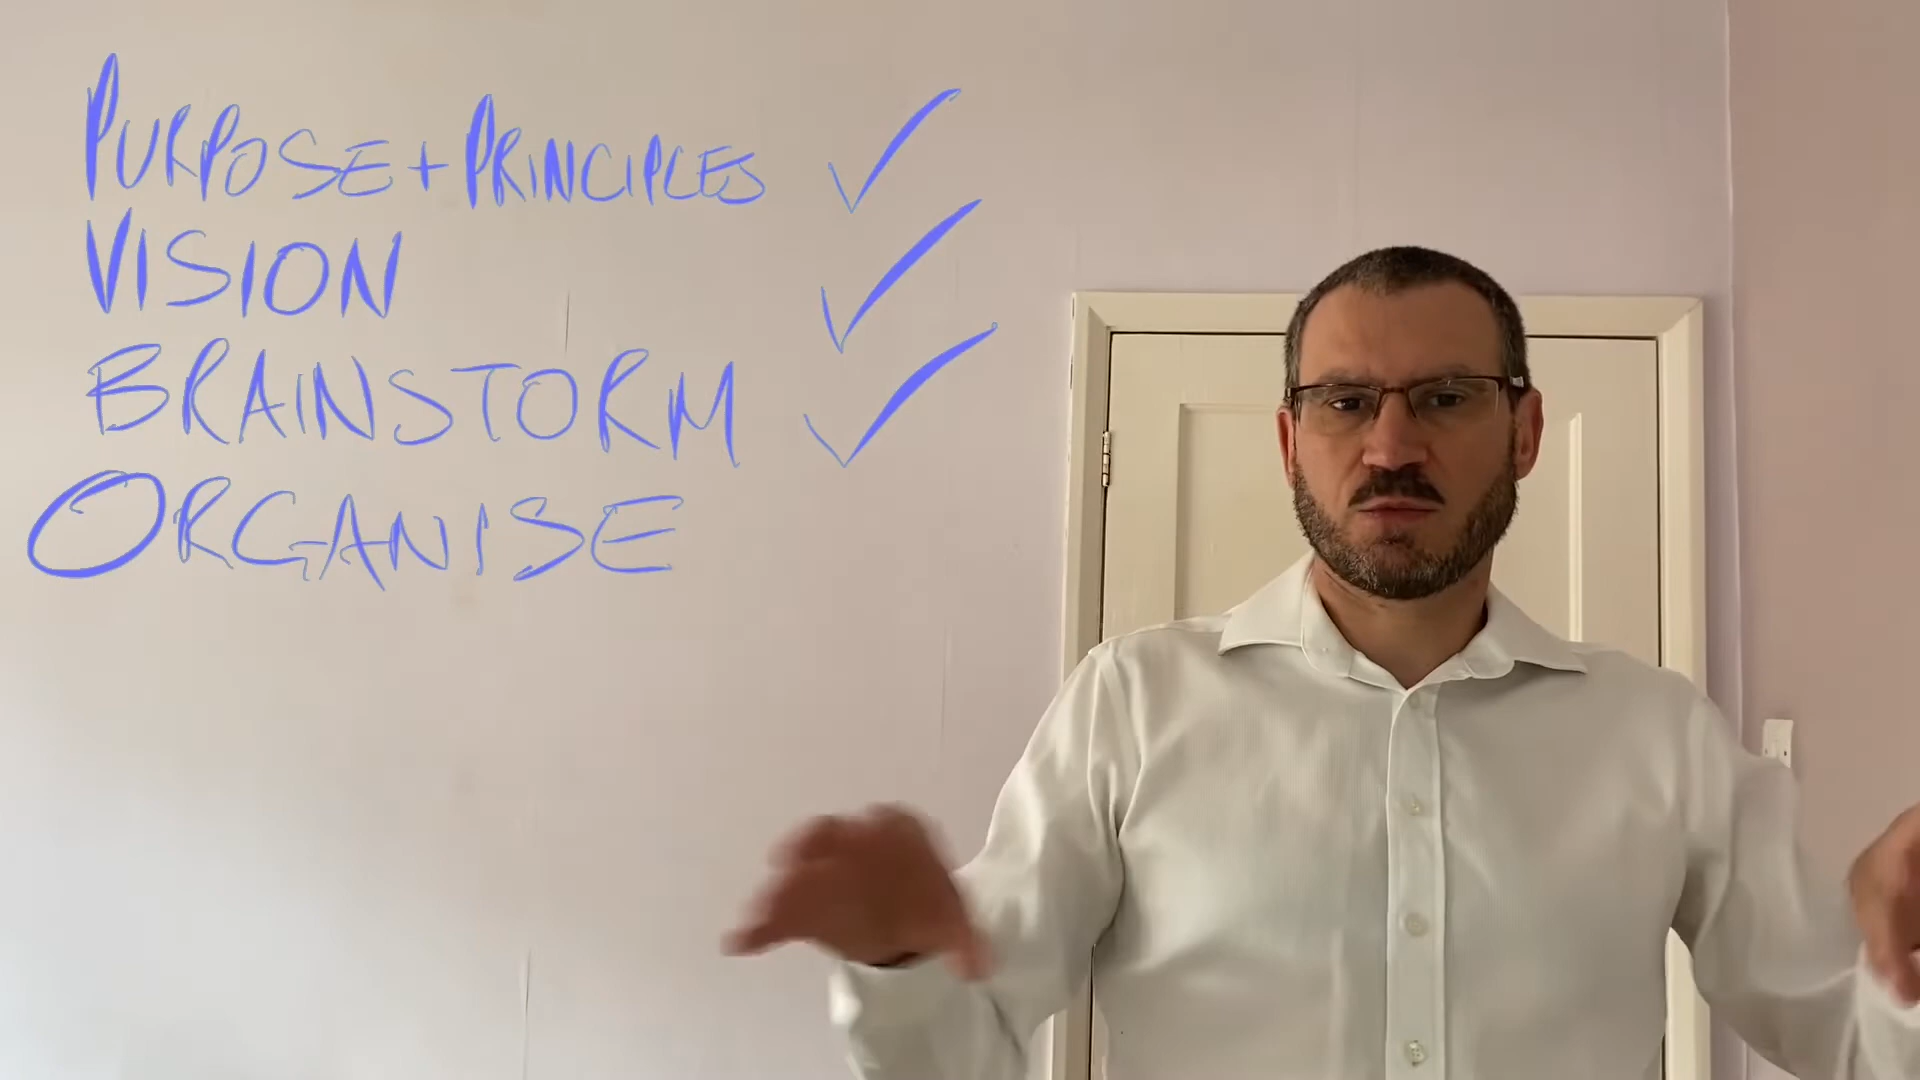 PURPOSE + PRINCIPLES ✓
VISION ✓
BRAINSTORM ✓
ORGANISE